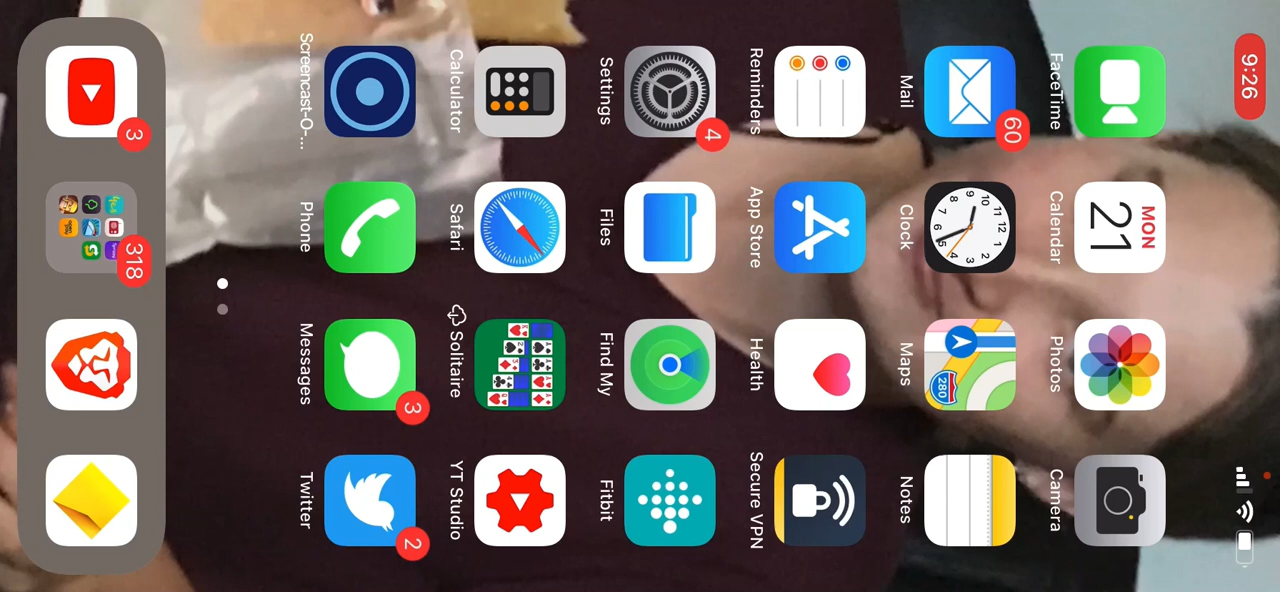 9:26
FaceTime
MON
21
Calendar
Photos
Camera
60
Mail
Clock
280
Maps
Notes
Reminders
App Store
Health
Secure VPN
4
Settings
Files
Find My
Fitbit
Calculator
Safari
Solitaire
YT Studio
Screencast-O-...
Phone
3
Messages
2
Twitter
3
318